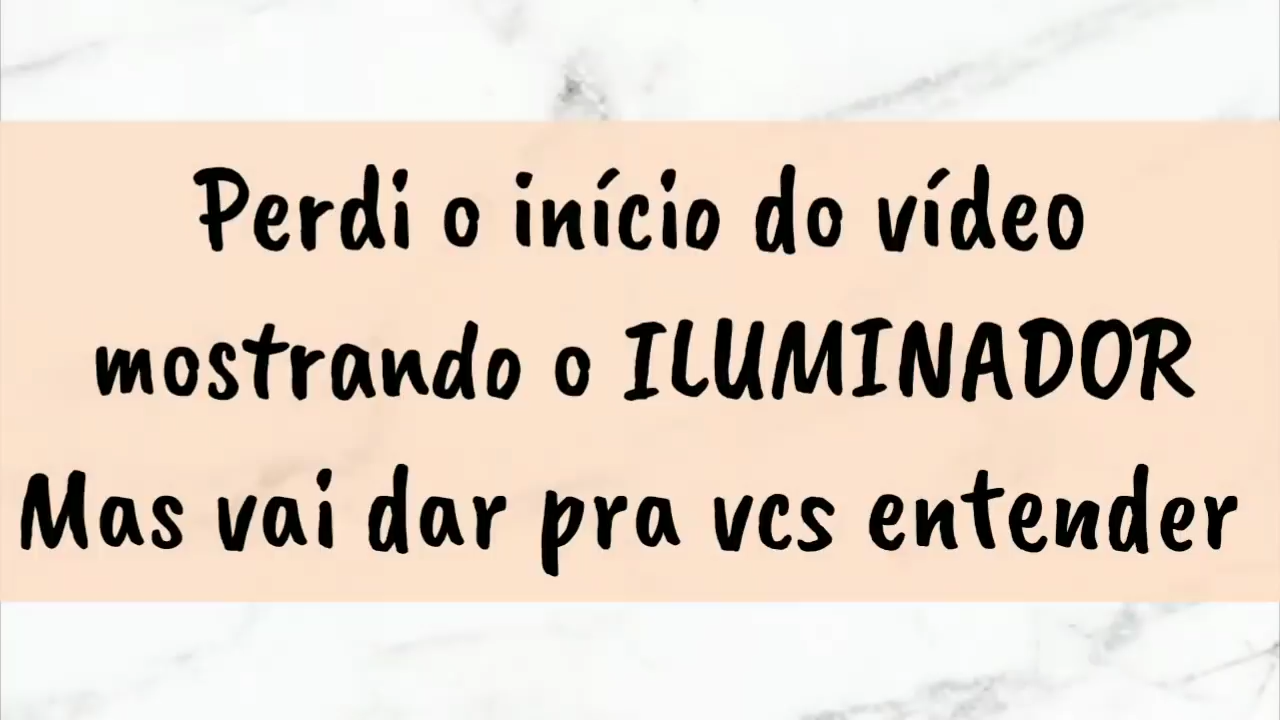 Perdi o início do vídeo
mostrando o ILUMINADOR
Mas vai dar pra vcs entender